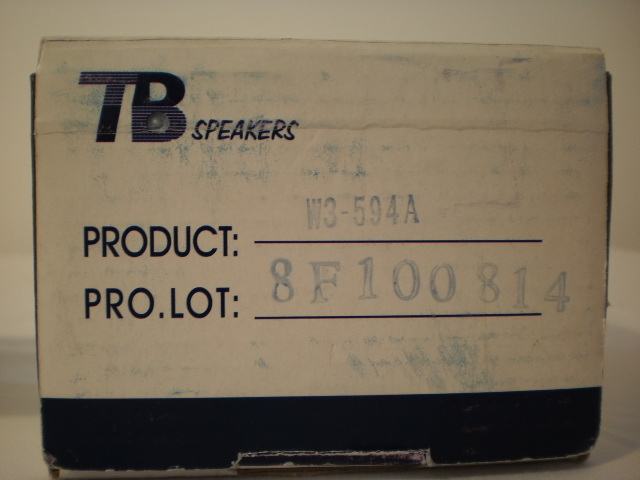 TB SPEAKERS
PRODUCT: W3-594A
PRO.LOT: 8F100814